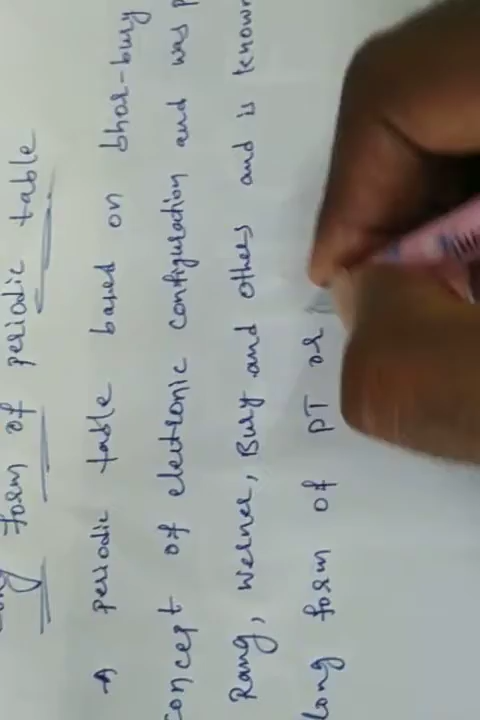 Form of periodic table
A periodic table based on bhor-bury
concept of electronic configuration and was
Rang, Werner, Bury and others and is known
long form of PT or